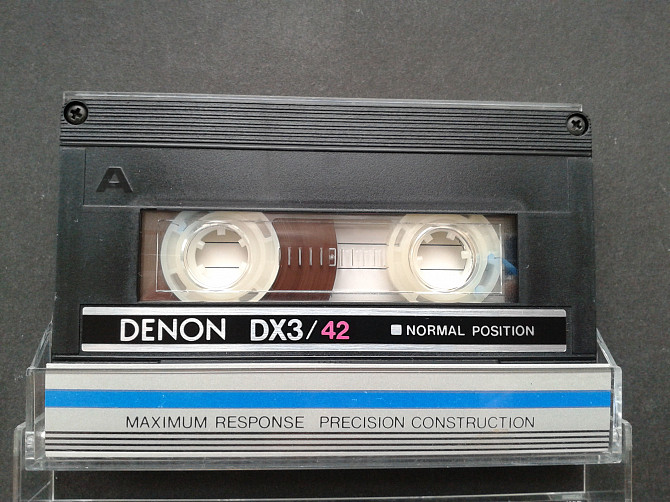 A
DENON DX3/42 NORMAL POSITION
MAXIMUM RESPONSE PRECISION CONSTRUCTION